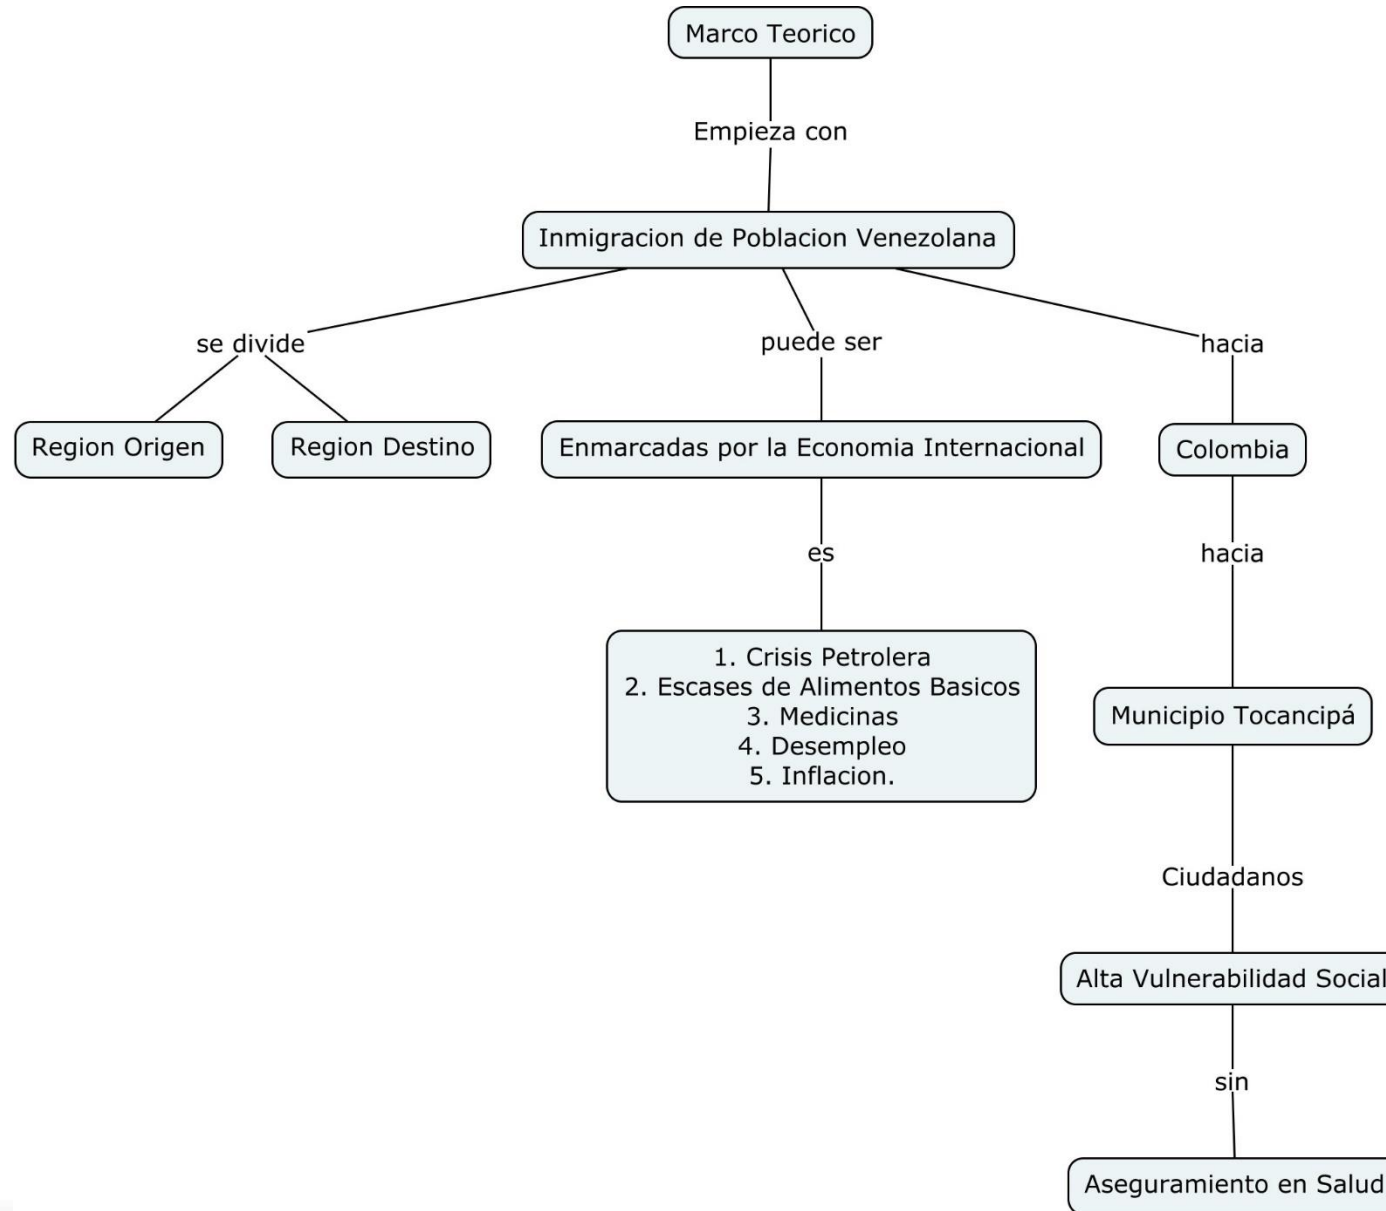 Marco Teorico
Empieza con
Inmigracion de Poblacion Venezolana
se divide
puede ser
hacia
Region Origen
Region Destino
Enmarcadas por la Economia Internacional
Colombia
es
hacia
1. Crisis Petrolera
2. Escases de Alimentos Basicos
3. Medicinas
4. Desempleo
5. Inflacion.
Municipio Tocancipá
Ciudadanos
Alta Vulnerabilidad Social
sin
Aseguramiento en Salud